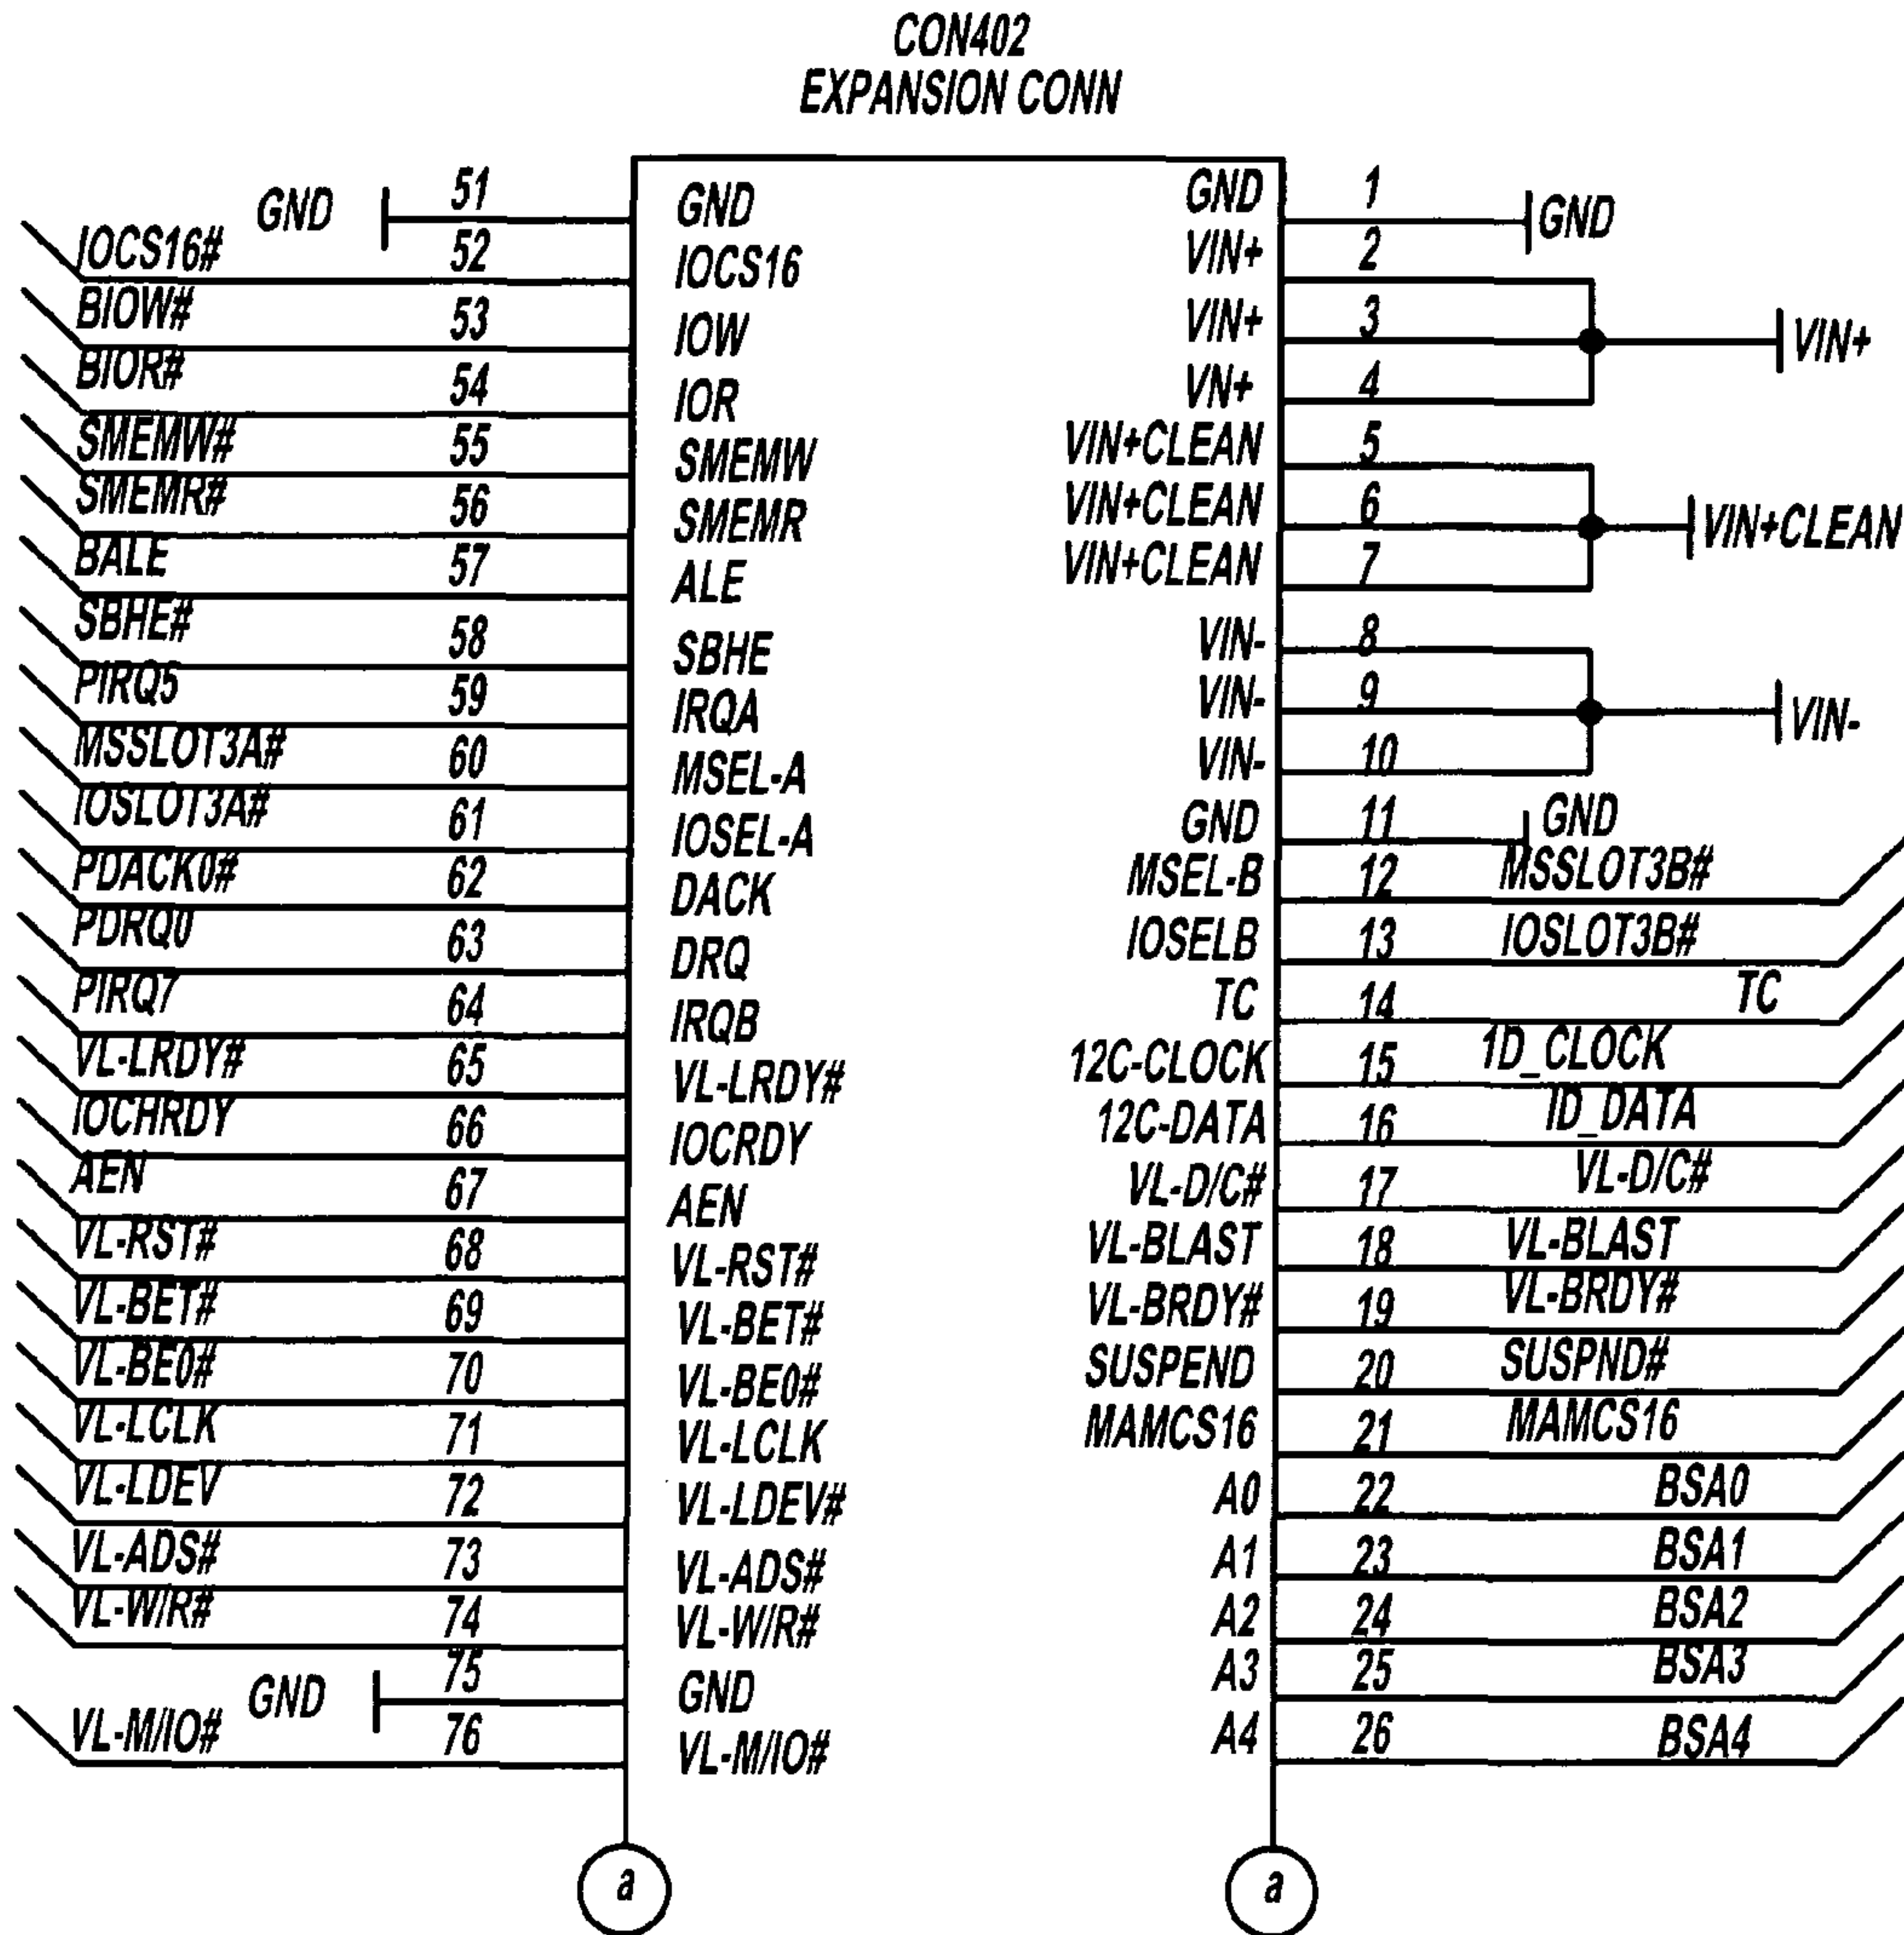 CON402
EXPANSION CONN
GND 51 GND GND 1 GND
IOCS16# 52 IOCS16 VIN+ 2
BIOW# 53 IOW VIN+ 3 VIN+
BIOR# 54 IOR VN+ 4
SMEMW# 55 SMEMW VIN+CLEAN 5
SMEMR# 56 SMEMR VIN+CLEAN 6 VIN+CLEAN
BALE 57 ALE VIN+CLEAN 7
SBHE# 58 SBHE VIN- 8
PIRQ5 59 IRQA VIN- 9 VIN-
MSSLOT3A# 60 MSEL-A VIN- 10
IOSLOT3A# 61 IOSEL-A GND 11 GND
PDACK0# 62 DACK MSEL-B 12 MSSLOT3B#
PDRQ0 63 DRQ IOSELB 13 IOSLOT3B#
PIRQ7 64 IRQB TC 14 TC
VL-LRDY# 65 VL-LRDY# 12C-CLOCK 15 1D_CLOCK
IOCHRDY 66 IOCRDY 12C-DATA 16 ID_DATA
AEN 67 AEN VL-D/C# 17 VL-D/C#
VL-RST# 68 VL-RST# VL-BLAST 18 VL-BLAST
VL-BET# 69 VL-BET# VL-BRDY# 19 VL-BRDY#
VL-BE0# 70 VL-BE0# SUSPEND 20 SUSPND#
VL-LCLK 71 VL-LCLK MAMCS16 21 MAMCS16
VL-LDEV 72 VL-LDEV# A0 22 BSA0
VL-ADS# 73 VL-ADS# A1 23 BSA1
VL-W/R# 74 VL-W/R# A2 24 BSA2
GND 75 GND A3 25 BSA3
VL-M/IO# 76 VL-M/IO# A4 26 BSA4
a a